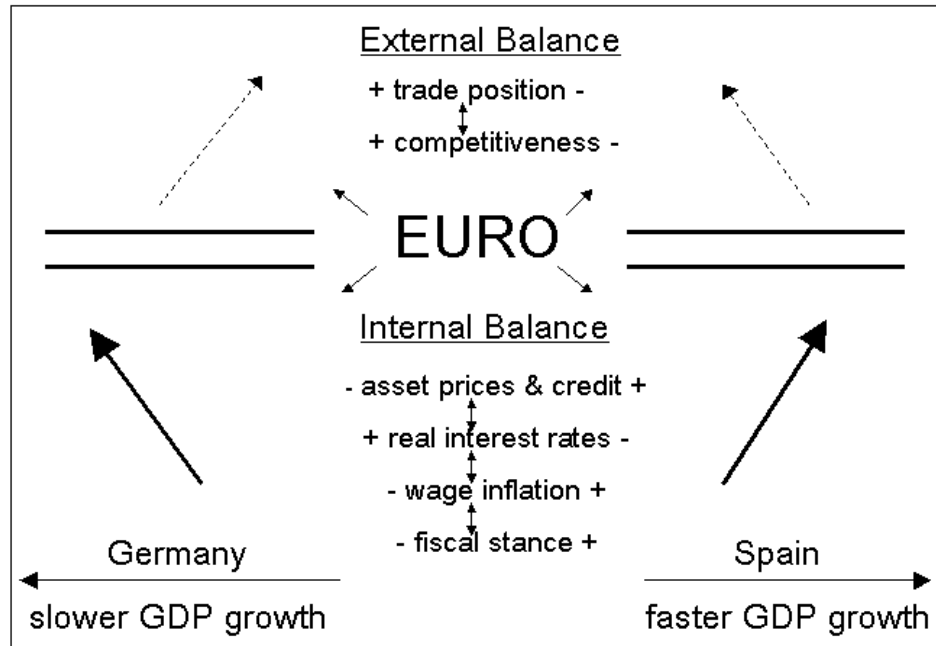 External Balance
+ trade position -
+ competitiveness -
EURO
Internal Balance
- asset prices & credit +
+ real interest rates -
- wage inflation +
- fiscal stance +
Germany
slower GDP growth
Spain
faster GDP growth